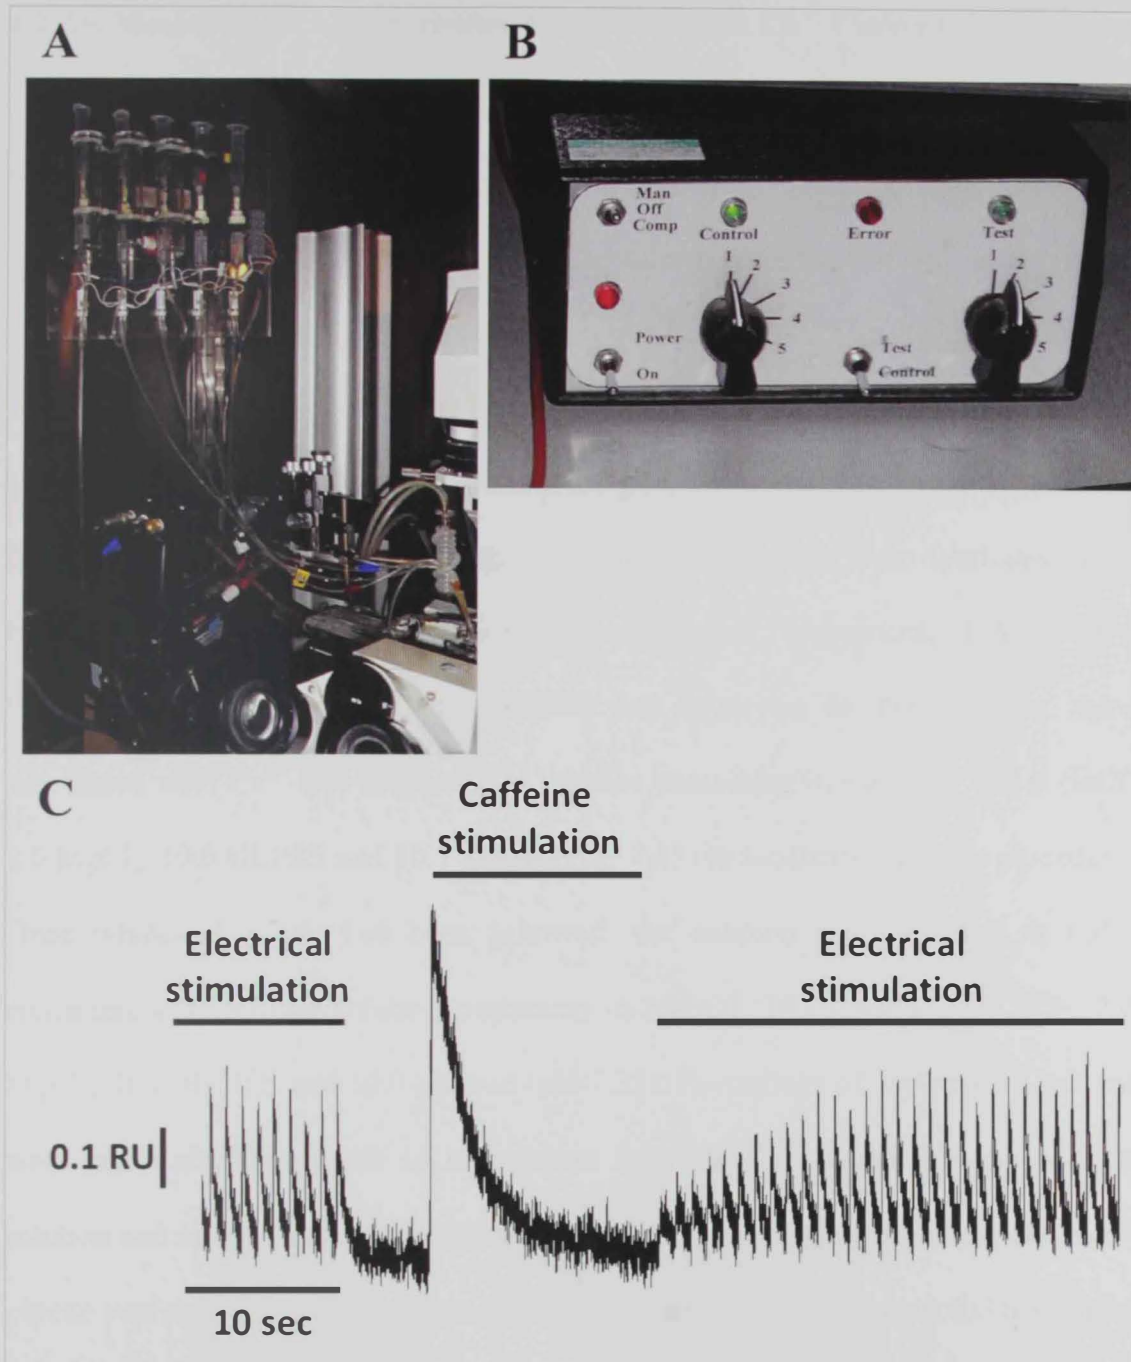 A
B
Man
Off
Comp
Control
Error
Test
1
2
3
4
5
1
2
3
4
5
Power
On
Test
Control
C
Caffeine
stimulation
Electrical
stimulation
Electrical
stimulation
0.1 RU
10 sec